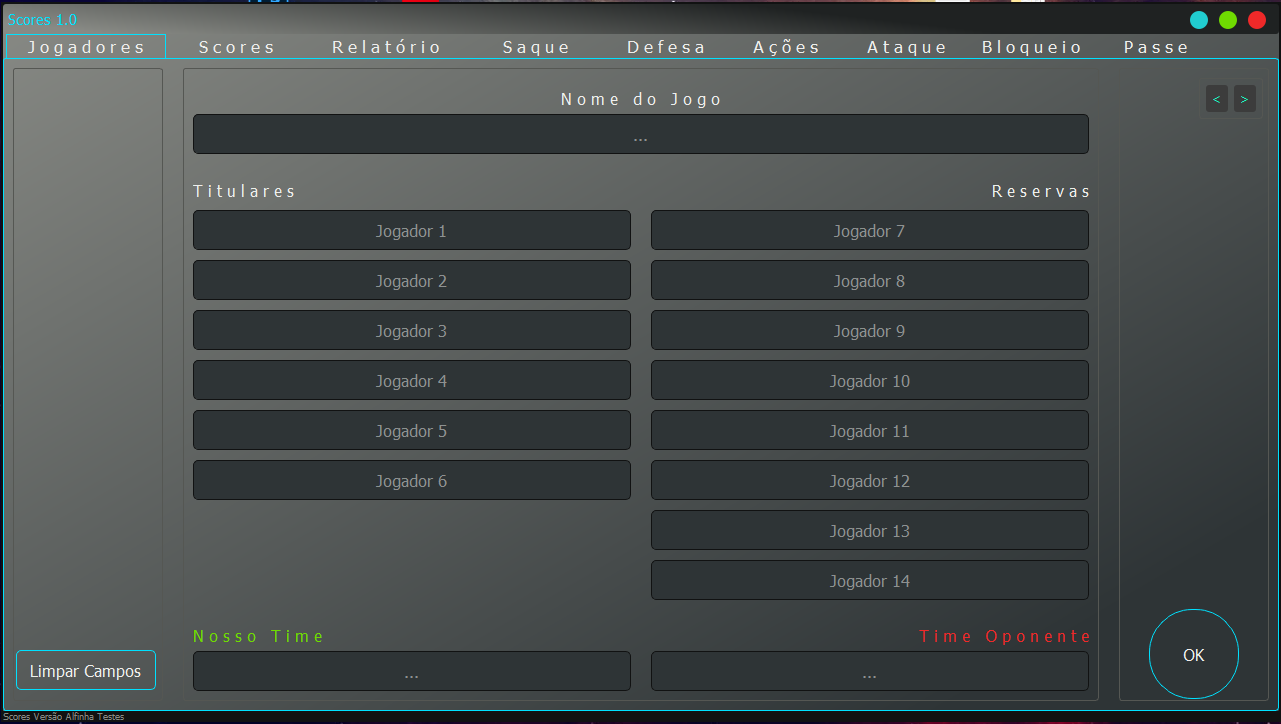 Scores 1.0
Jogadores Scores Relatório Saque Defesa Ações Ataque Bloqueio Passe
Nome do Jogo
< >
...
Titulares Reservas
Jogador 1 Jogador 7
Jogador 2 Jogador 8
Jogador 3 Jogador 9
Jogador 4 Jogador 10
Jogador 5 Jogador 11
Jogador 6 Jogador 12
Jogador 13
Jogador 14
Nosso Time Time Oponente
Limpar Campos ... ... OK
Scores Versão Alfinha Testes